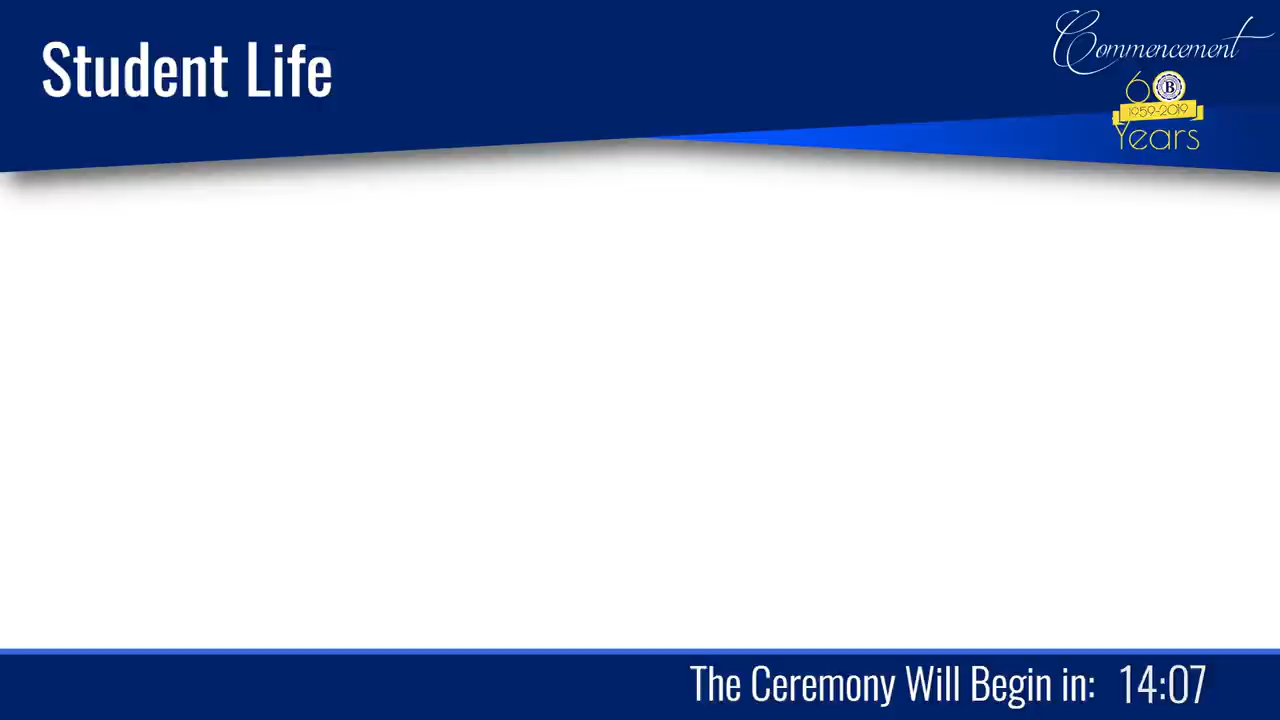 Student Life
Commencement
60
B
1959-2019
Years
The Ceremony Will Begin in: 14:07